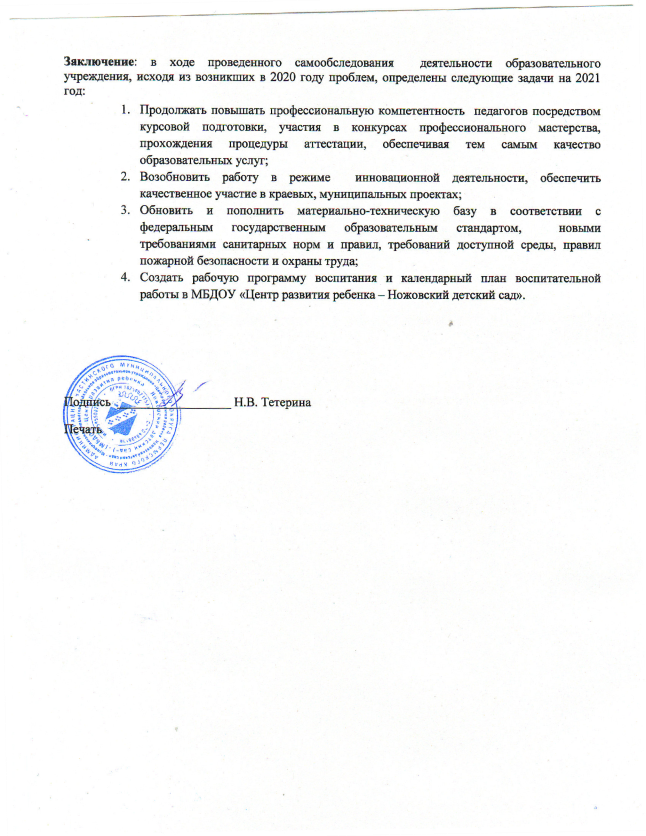 Заключение: в ходе проведенного самообследования деятельности образовательного
учреждения, исходя из возникших в 2020 году проблем, определены следующие задачи на 2021
год:
1. Продолжать повышать профессиональную компетентность педагогов посредством
курсовой подготовки, участия в конкурсах профессионального мастерства,
прохождения процедуры аттестации, обеспечивая тем самым качество
образовательных услуг;
2. Возобновить работу в режиме инновационной деятельности, обеспечить
качественное участие в краевых, муниципальных проектах;
3. Обновить и пополнить материально-техническую базу в соответствии с
федеральным государственным образовательным стандартом, новыми
требованиями санитарных норм и правил, требований доступной среды, правил
пожарной безопасности и охраны труда;
4. Создать рабочую программу воспитания и календарный план воспитательной
работы в МБДОУ «Центр развития ребенка – Ножовский детский сад».
Подпись ___________________ Н.В. Тетерина
Печать